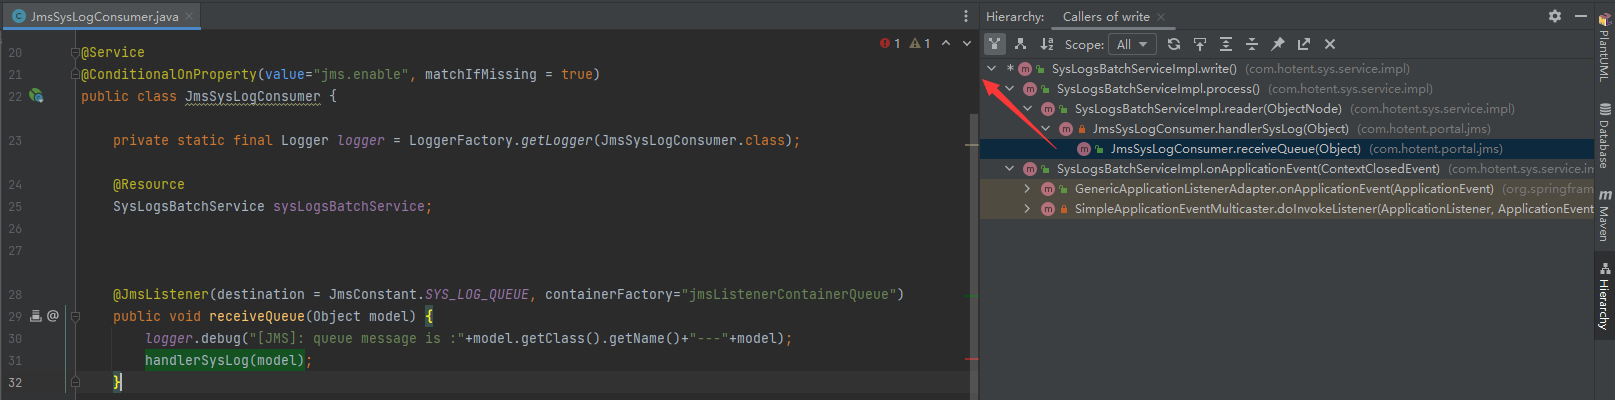 JmsSysLogConsumer.java
20 @Service
21 @ConditionalOnProperty(value="jms.enable", matchIfMissing = true)
22 public class JmsSysLogConsumer {
23 private static final Logger logger = LoggerFactory.getLogger(JmsSysLogConsumer.class);
24 @Resource
25 SysLogsBatchService sysLogsBatchService;
26
27
28 @JmsListener(destination = JmsConstant.SYS_LOG_QUEUE, containerFactory="jmsListenerContainerQueue")
29 public void receiveQueue(Object model) {
30 logger.debug("[JMS]: queue message is :"+model.getClass().getName()+"---"+model);
31 handlerSysLog(model);
32 }
1 1
Hierarchy: Callers of write
Scope: All
* SysLogsBatchServiceImpl.write() (com.hotent.sys.service.impl)
SysLogsBatchServiceImpl.process() (com.hotent.sys.service.impl)
SysLogsBatchServiceImpl.reader(ObjectNode) (com.hotent.sys.service.impl)
JmsSysLogConsumer.handlerSysLog(Object) (com.hotent.portal.jms)
JmsSysLogConsumer.receiveQueue(Object) (com.hotent.portal.jms)
SysLogsBatchServiceImpl.onApplicationEvent(ContextClosedEvent) (com.hotent.sys.service.im
GenericApplicationListenerAdapter.onApplicationEvent(ApplicationEvent) (org.springfram
SimpleApplicationEventMulticaster.doInvokeListener(ApplicationListener, ApplicationEvent
PlantUML
Database
Maven
Hierarchy